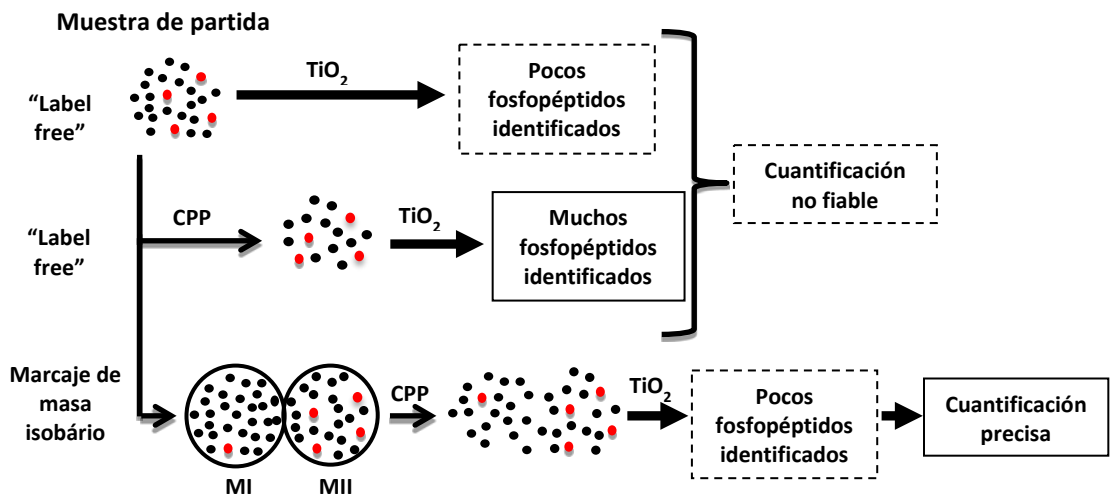 Muestra de partida
"Label
free"
TiO2
Pocos
fosfopéptidos
identificados
Cuantificación
no fiable
"Label
free"
CPP
TiO2
Muchos
fosfopéptidos
identificados
Marcaje de
masa
isobário
MI
MII
CPP
TiO2
Pocos
fosfopéptidos
identificados
Cuantificación
precisa